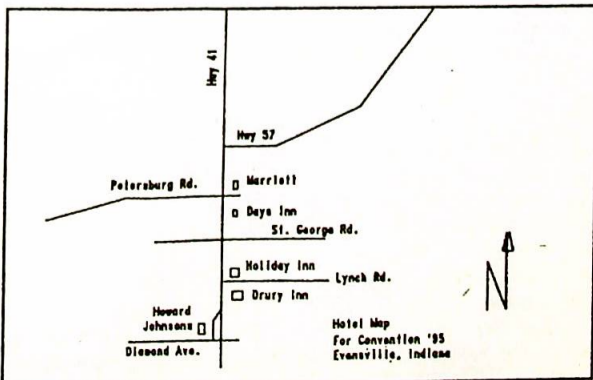 Hwy 41
Hwy 57
Petersburg Rd.
Marriott
Days Inn
St. George Rd.
Holiday Inn
Lynch Rd.
Drury Inn
Howard
Johnsons
Diamond Ave.
N
Hotel Map
For Convention '95
Evansville, Indiana